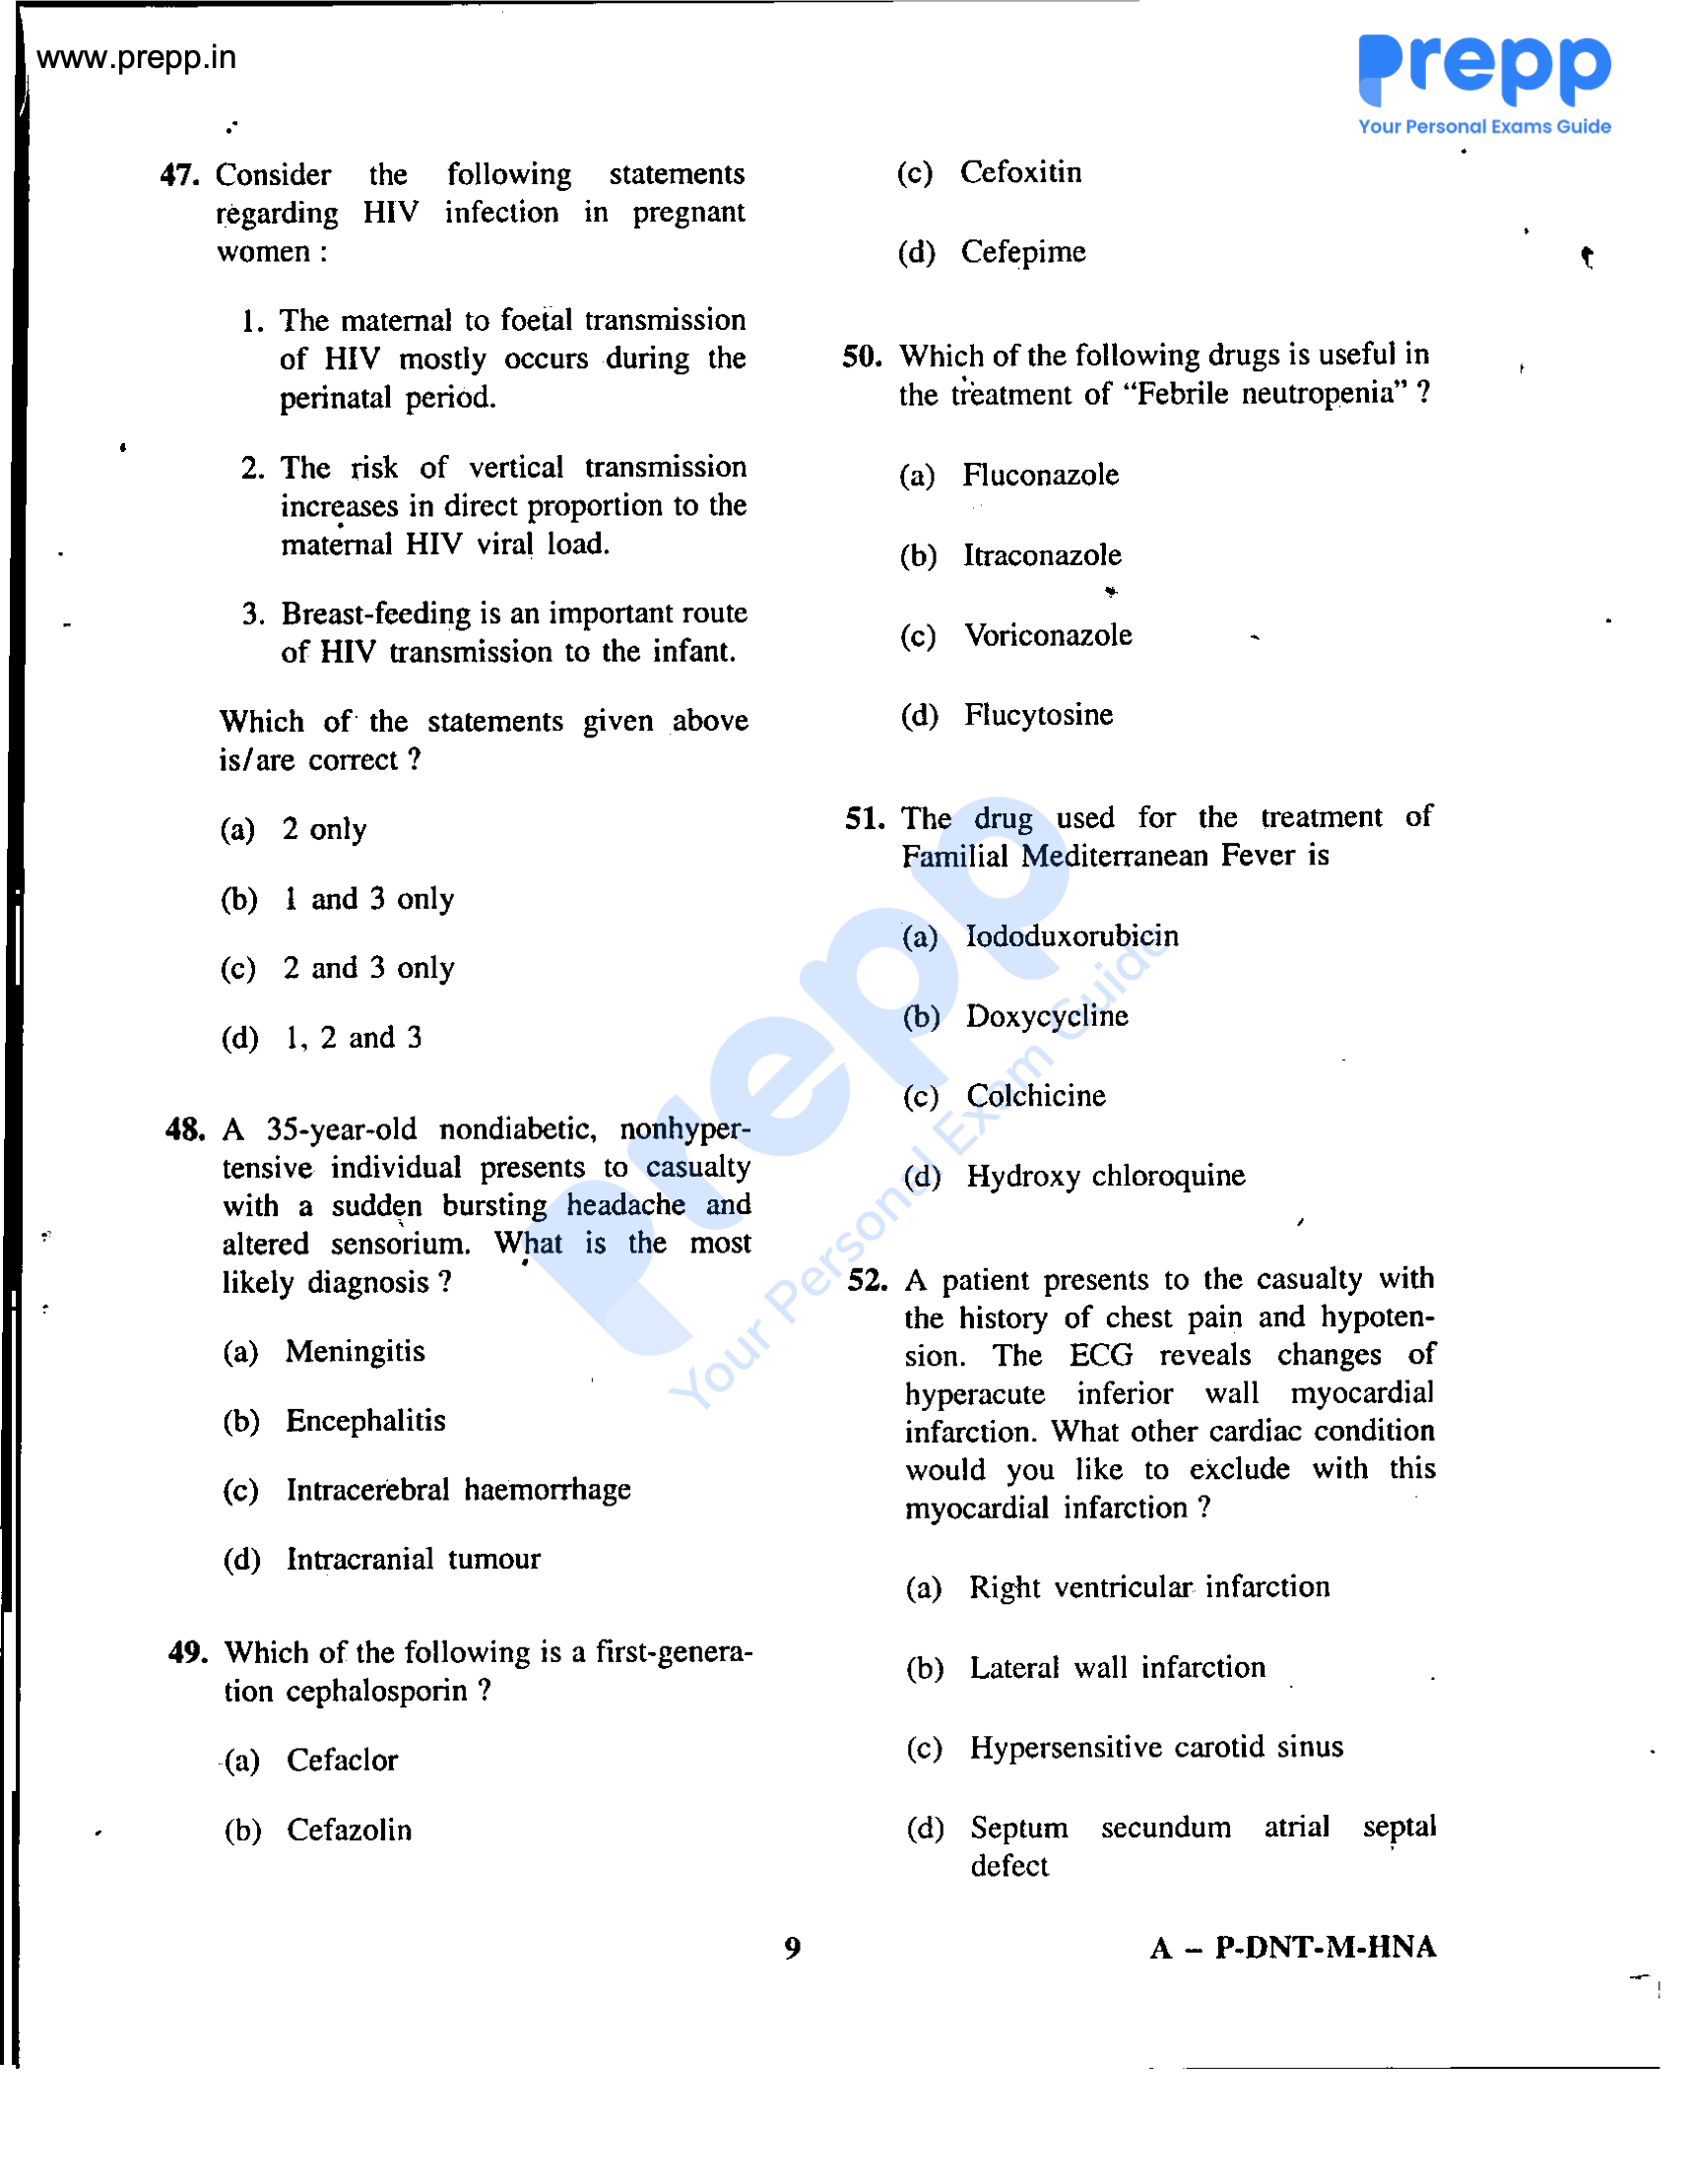 www.prepp.in
prepp
Your Personal Exams Guide
47. Consider the following statements
regarding HIV infection in pregnant
women :
1. The maternal to foetal transmission
of HIV mostly occurs during the
perinatal period.
2. The risk of vertical transmission
increases in direct proportion to the
maternal HIV viral load.
3. Breast-feeding is an important route
of HIV transmission to the infant.
Which of the statements given above
is/are correct ?
(a) 2 only
(b) 1 and 3 only
(c) 2 and 3 only
(d) 1, 2 and 3
48. A 35-year-old nondiabetic, nonhyper-
tensive individual presents to casualty
with a sudden bursting headache and
altered sensorium. What is the most
likely diagnosis ?
(a) Meningitis
(b) Encephalitis
(c) Intracerebral haemorrhage
(d) Intracranial tumour
49. Which of the following is a first-genera-
tion cephalosporin ?
(a) Cefaclor
(b) Cefazolin
(c) Cefoxitin
(d) Cefepime
50. Which of the following drugs is useful in
the treatment of “Febrile neutropenia” ?
(a) Fluconazole
(b) Itraconazole
(c) Voriconazole
(d) Flucytosine
51. The drug used for the treatment of
Familial Mediterranean Fever is
(a) Iododuxorubicin
(b) Doxycycline
(c) Colchicine
(d) Hydroxy chloroquine
52. A patient presents to the casualty with
the history of chest pain and hypoten-
sion. The ECG reveals changes of
hyperacute inferior wall myocardial
infarction. What other cardiac condition
would you like to exclude with this
myocardial infarction ?
(a) Right ventricular infarction
(b) Lateral wall infarction
(c) Hypersensitive carotid sinus
(d) Septum secundum atrial septal
defect
prepp
Your Personal Exam Guide
9
A – P-DNT-M-HNA